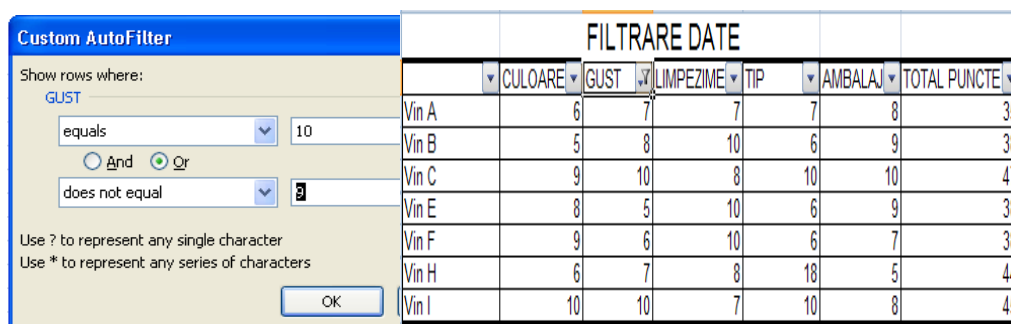 Custom AutoFilter
Show rows where:
GUST
equals 10
And Or
does not equal 9
Use ? to represent any single character
Use * to represent any series of characters
OK
FILTRARE DATE
CULOARE GUST LIMPEZIME TIP AMBALAJ TOTAL PUNCTE
Vin A 6 7 7 7 8
Vin B 5 8 10 6 9
Vin C 9 10 8 10 10
Vin E 8 5 10 6 9
Vin F 9 6 10 6 7
Vin H 6 7 8 18 5
Vin I 10 10 7 10 8